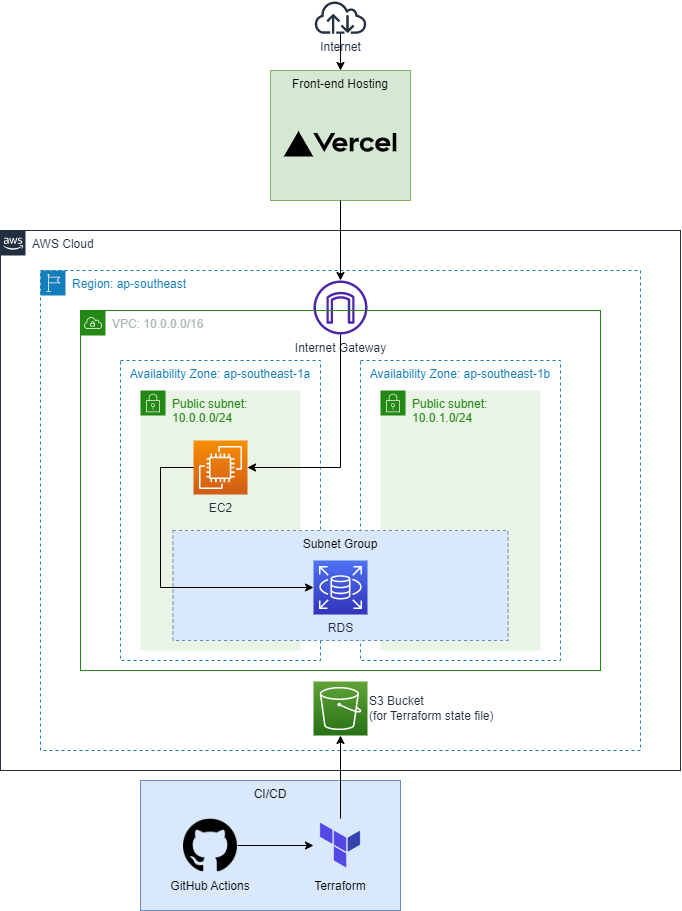 Internet
Front-end Hosting
Vercel
aws
AWS Cloud
Region: ap-southeast
VPC: 10.0.0.0/16
Internet Gateway
Availability Zone: ap-southeast-1a
Availability Zone: ap-southeast-1b
Public subnet:
10.0.0.0/24
Public subnet:
10.0.1.0/24
EC2
Subnet Group
RDS
S3 Bucket
(for Terraform state file)
CI/CD
GitHub Actions
Terraform